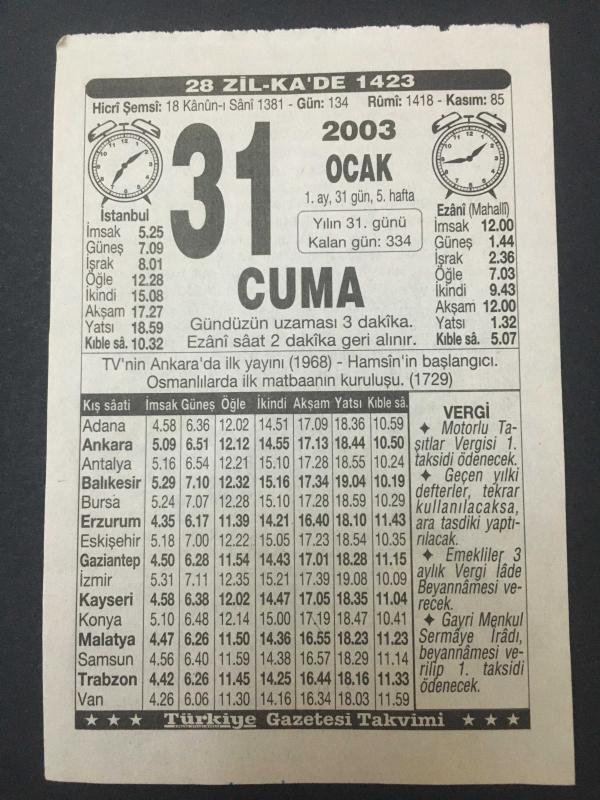 28 ZİL-KA'DE 1423
Hicrî Şemsî: 18 Kânûn-ı Sânî 1381 - Gün: 134 Rûmî: 1418 - Kasım: 85
31
2003
OCAK
1. ay, 31 gün, 5. hafta
Yılın 31. günü
Kalan gün: 334
CUMA
Gündüzün uzaması 3 dakîka.
Ezânî sâat 2 dakîka geri alınır.
İstanbul
İmsak 5.25
Güneş 7.09
İşrak 8.01
Öğle 12.28
İkindi 15.08
Akşam 17.27
Yatsı 18.59
Kıble sâ. 10.32
Ezânî (Mahallî)
İmsak 12.00
Güneş 1.44
İşrak 2.36
Öğle 7.03
İkindi 9.43
Akşam 12.00
Yatsı 1.32
Kıble sâ. 5.07
TV'nin Ankara'da ilk yayını (1968) - Hamsîn'in başlangıcı.
Osmanlılarda ilk matbaanın kuruluşu. (1729)
Kış sâati İmsak Güneş Öğle İkindi Akşam Yatsı Kıble sâ.
Adana 4.58 6.36 12.02 14.51 17.09 18.36 10.59
Ankara 5.09 6.51 12.12 14.55 17.13 18.44 10.50
Antalya 5.16 6.54 12.21 15.10 17.28 18.55 10.24
Balıkesir 5.29 7.10 12.32 15.16 17.34 19.04 10.19
Bursa 5.24 7.07 12.28 15.10 17.28 18.59 10.29
Erzurum 4.35 6.17 11.39 14.21 16.40 18.10 11.43
Eskişehir 5.18 7.00 12.22 15.05 17.23 18.54 10.35
Gaziantep 4.50 6.28 11.54 14.43 17.01 18.28 11.15
İzmir 5.31 7.11 12.35 15.21 17.39 19.08 10.09
Kayseri 4.58 6.38 12.02 14.47 17.05 18.35 11.04
Konya 5.10 6.48 12.14 15.00 17.19 18.47 10.41
Malatya 4.47 6.26 11.50 14.36 16.55 18.23 11.23
Samsun 4.56 6.40 11.59 14.38 16.57 18.29 11.14
Trabzon 4.42 6.26 11.45 14.25 16.44 18.16 11.33
Van 4.26 6.06 11.30 14.16 16.34 18.03 11.59
VERGİ
✦ Motorlu Ta-
şıtlar Vergisi 1.
taksidi ödenecek.
✦ Geçen yılki
defterler, tekrar
kullanılacaksa,
ara tasdiki yaptı-
rılacak.
✦ Emekliler 3
aylık Vergi İâde
Beyannâmesi ve-
recek.
✦ Gayri Menkul
Sermâye İrâdı,
beyannâmesi ve-
rilip 1. taksidi
ödenecek.
★ ★ ★ Türkiye Gazetesi Takvimi ★ ★ ★